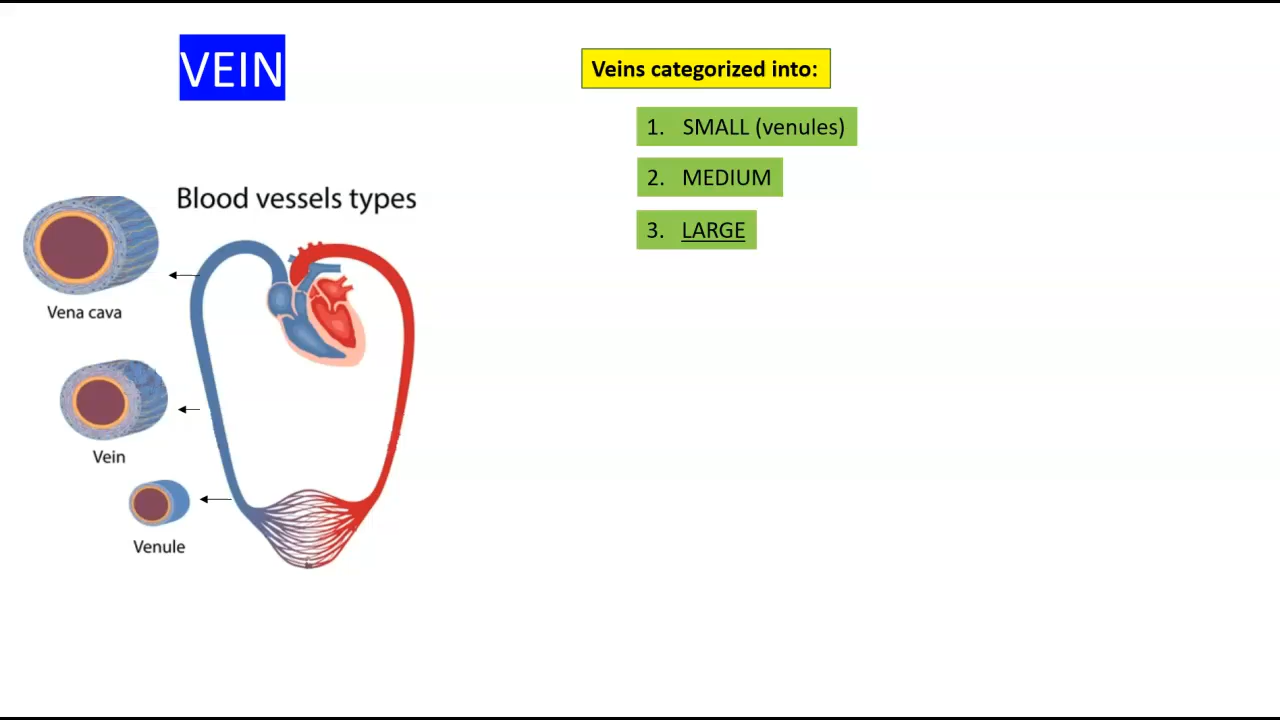 VEIN
Veins categorized into:
1. SMALL (venules)
2. MEDIUM
3. LARGE
Blood vessels types
Vena cava
Vein
Venule